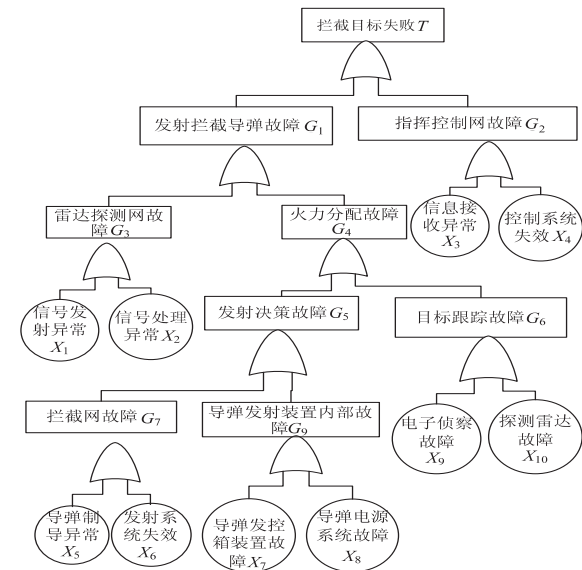 拦截目标失败T
发射拦截导弹故障G1
指挥控制网故障G2
雷达探测网故
障G3
火力分配故障
G4
信息接
收异常
X3
控制系统
失效X4
信号发
射异常
X1
信号处理
异常X2
发射决策故障G5
目标跟踪故障G6
拦截网故障G7
导弹发射装置内部故
障G9
电子侦察
故障
X9
探测雷达
故障
X10
导弹制
导异常
X5
发射系
统失效
X6
导弹发控
箱装置故
障X7
导弹电源
系统故障
X8